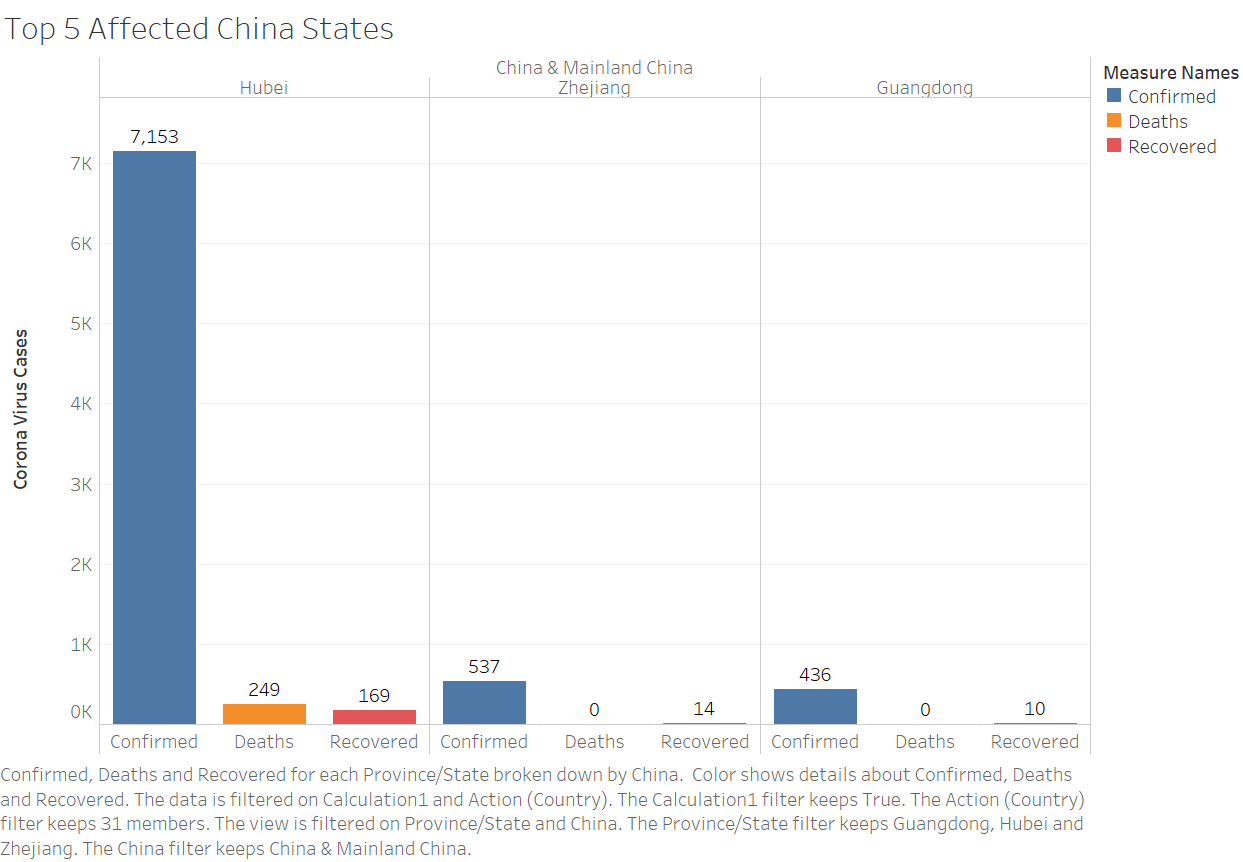 Top 5 Affected China States
China & Mainland China
Hubei Zhejiang Guangdong
Measure Names
Confirmed
Deaths
Recovered
Corona Virus Cases
7K
6K
5K
4K
3K
2K
1K
0K
7,153 249 169 537 0 14 436 0 10
Confirmed Deaths Recovered Confirmed Deaths Recovered Confirmed Deaths Recovered
Confirmed, Deaths and Recovered for each Province/State broken down by China.  Color shows details about Confirmed, Deaths
and Recovered. The data is filtered on Calculation1 and Action (Country). The Calculation1 filter keeps True. The Action (Country)
filter keeps 31 members. The view is filtered on Province/State and China. The Province/State filter keeps Guangdong, Hubei and
Zhejiang. The China filter keeps China & Mainland China.